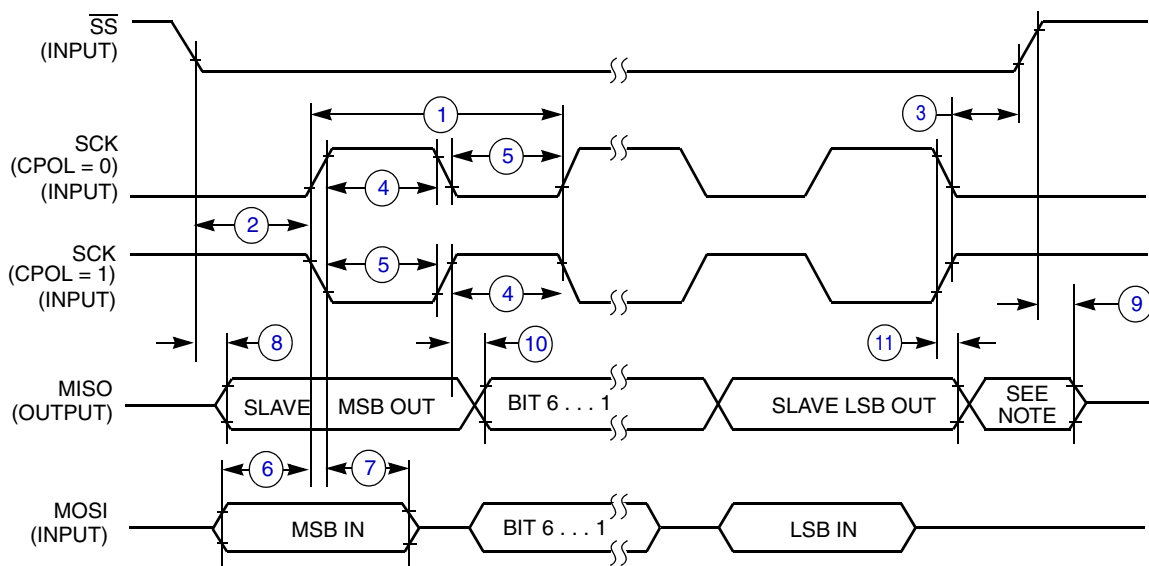 SS
(INPUT)
1
3
SCK
(CPOL = 0)
(INPUT)
5
4
2
SCK
(CPOL = 1)
(INPUT)
5
4
9
8
10
11
MISO
(OUTPUT)
SLAVE MSB OUT
BIT 6 . . . 1
SLAVE LSB OUT
SEE
NOTE
6
7
MOSI
(INPUT)
MSB IN
BIT 6 . . . 1
LSB IN